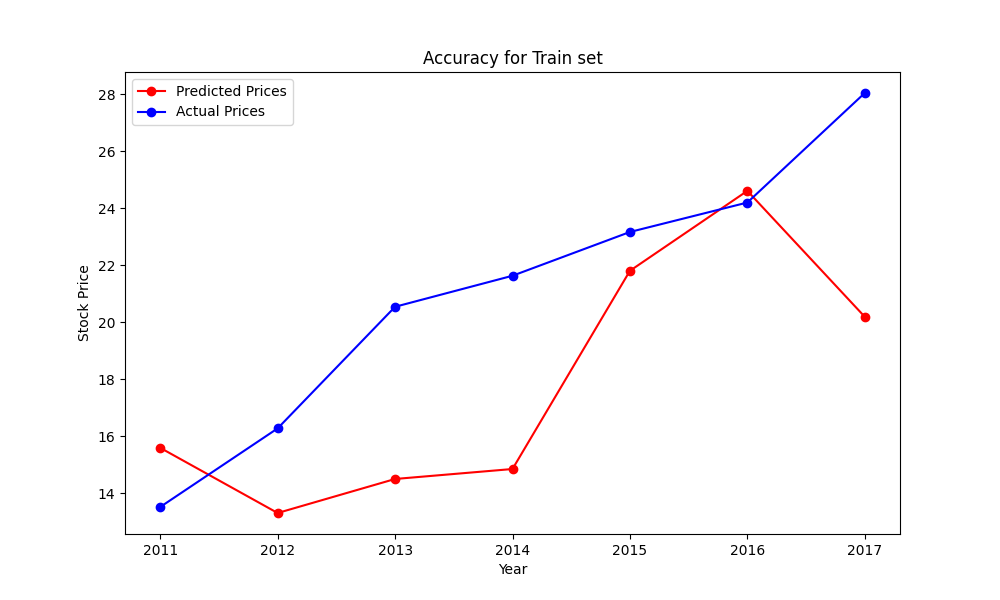 Accuracy for Train set
Predicted Prices
Actual Prices
28
26
24
22
20
18
16
14
Stock Price
2011 2012 2013 2014 2015 2016 2017
Year